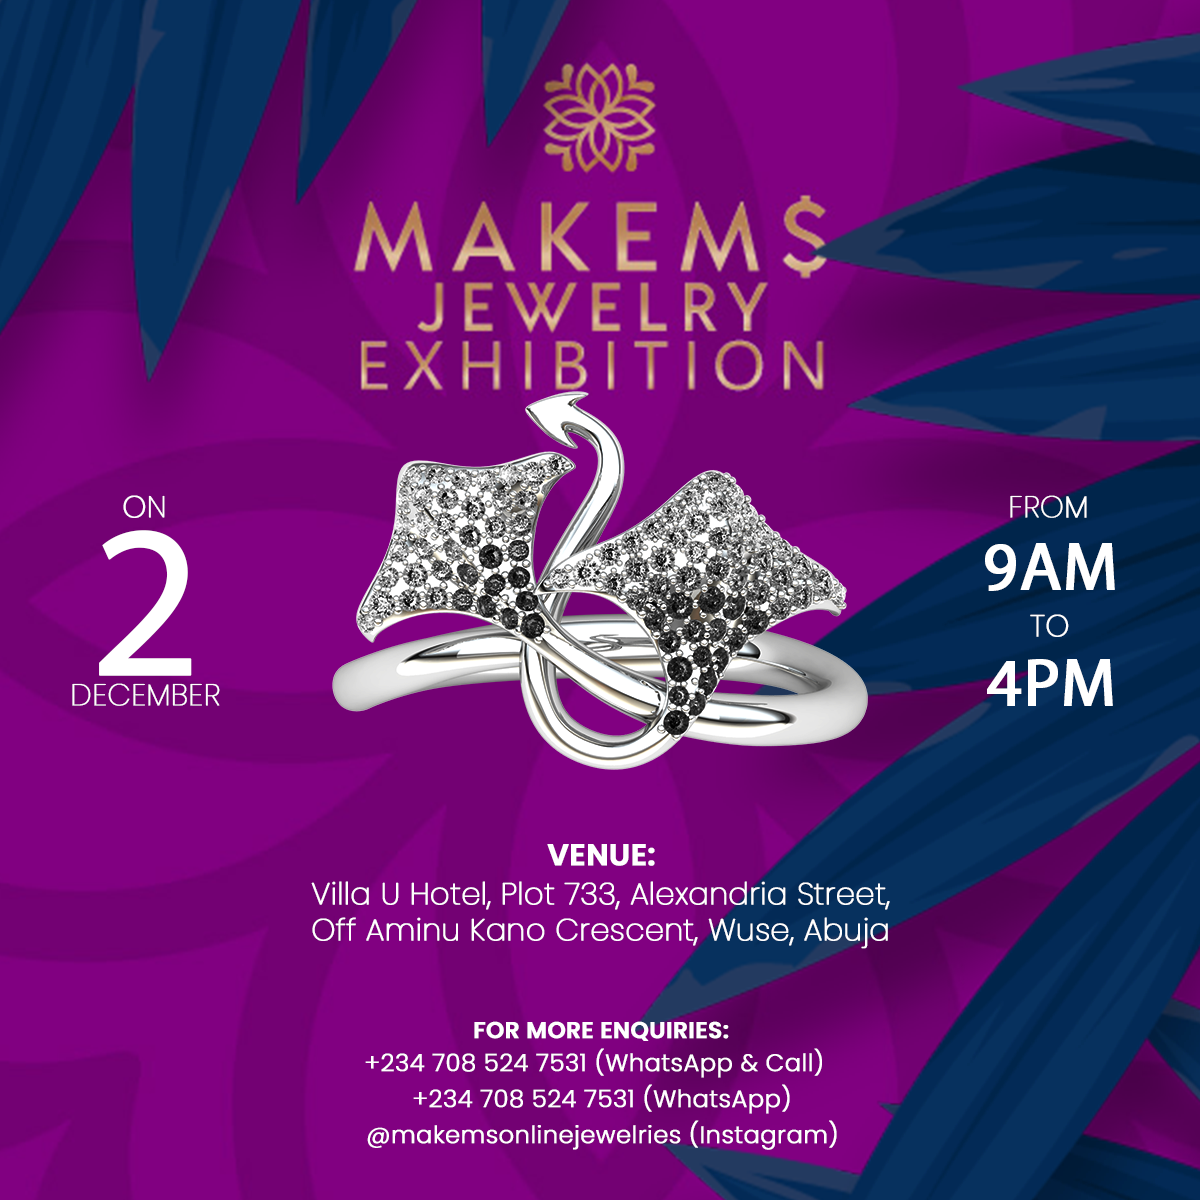 MAKEM$
JEWELRY
EXHIBITION
ON
2
DECEMBER
FROM
9AM
TO
4PM
VENUE:
Villa U Hotel, Plot 733, Alexandria Street,
Off Aminu Kano Crescent, Wuse, Abuja
FOR MORE ENQUIRIES:
+234 708 524 7531 (WhatsApp & Call)
+234 708 524 7531 (WhatsApp)
@makemsonlinejewelries (Instagram)